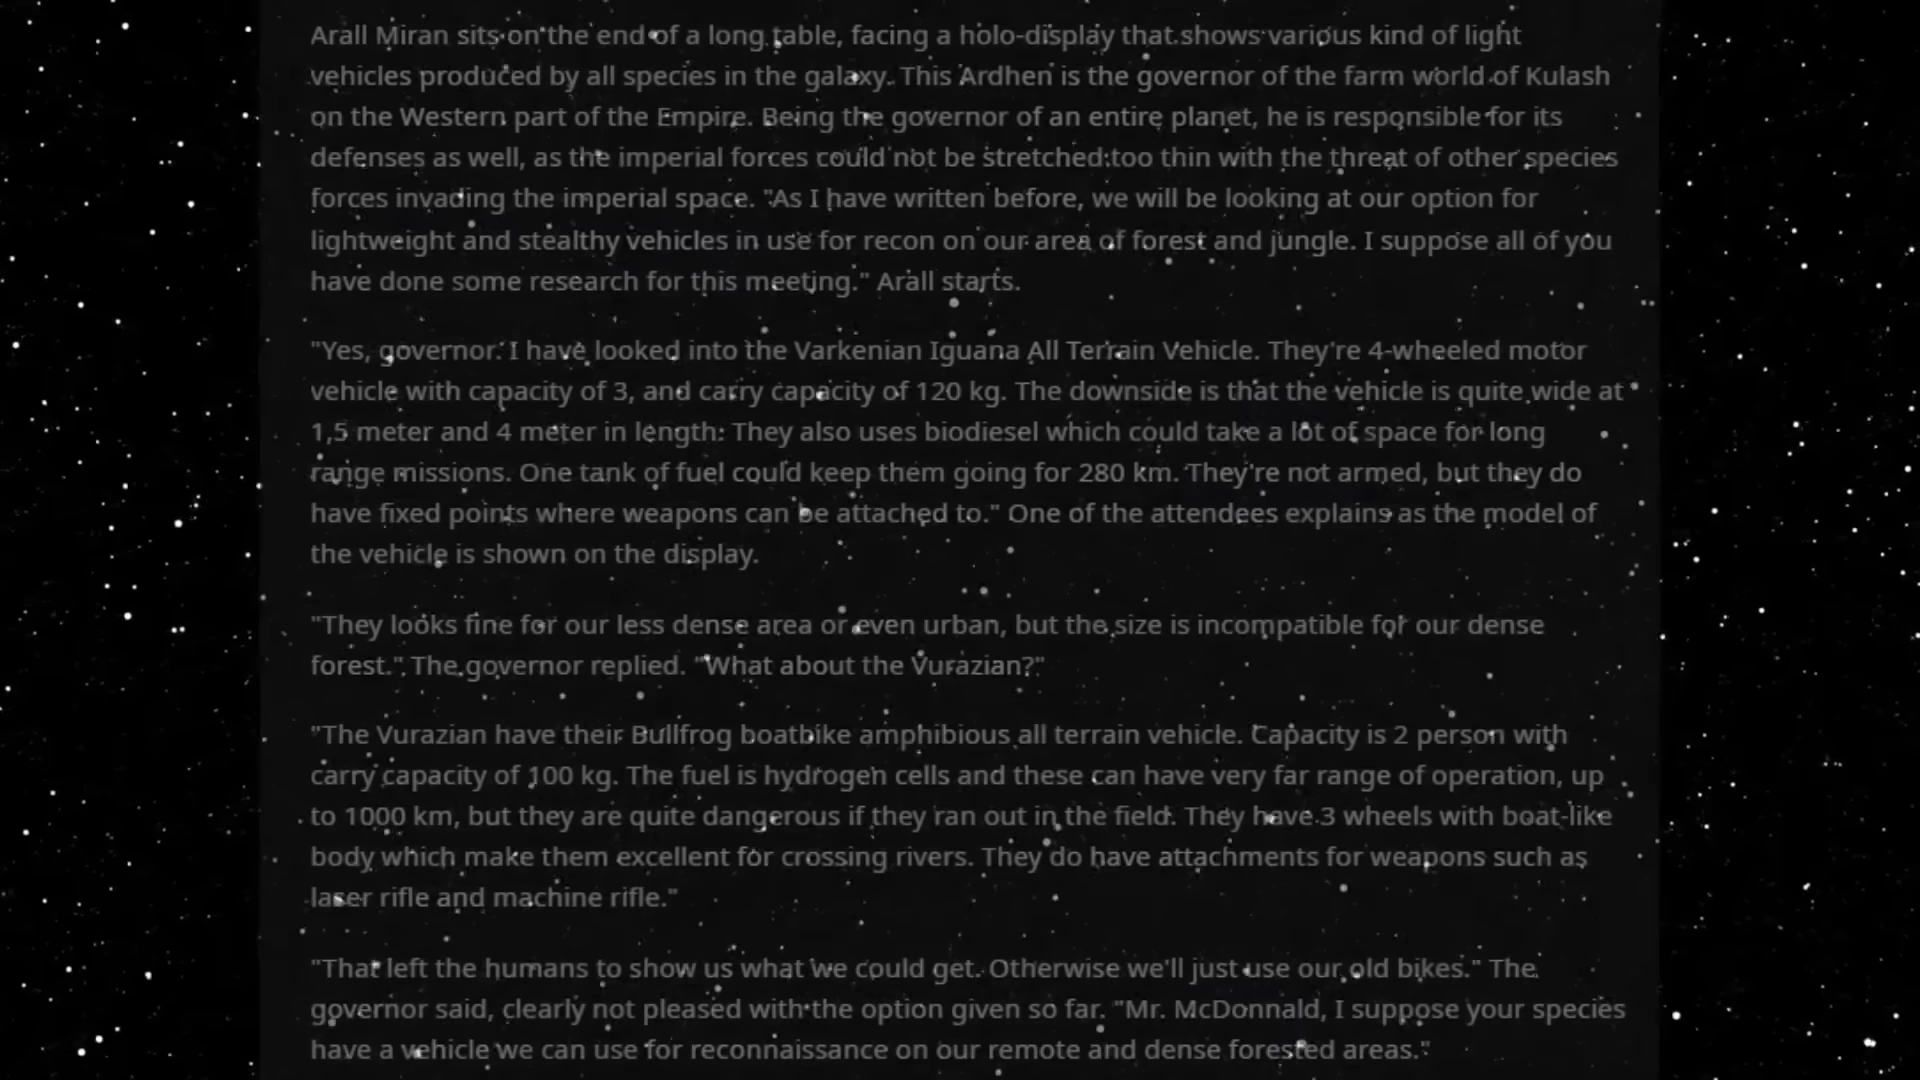 Arall Miran sits on the end of a long table, facing a holo-display that shows various kind of light
vehicles produced by all species in the galaxy. This Ardhen is the governor of the farm world of Kulash
on the Western part of the Empire. Being the governor of an entire planet, he is responsible for its
defenses as well, as the imperial forces could not be stretched too thin with the threat of other species
forces invading the imperial space. "As I have written before, we will be looking at our option for
lightweight and stealthy vehicles in use for recon on our area of forest and jungle. I suppose all of you
have done some research for this meeting." Arall starts.
"Yes, governor. I have looked into the Varkenian Iguana All Terrain Vehicle. They're 4-wheeled motor
vehicle with capacity of 3, and carry capacity of 120 kg. The downside is that the vehicle is quite wide at
1,5 meter and 4 meter in length. They also uses biodiesel which could take a lot of space for long
range missions. One tank of fuel could keep them going for 280 km. They're not armed, but they do
have fixed points where weapons can be attached to." One of the attendees explains as the model of
the vehicle is shown on the display.
"They looks fine for our less dense area or even urban, but the size is incompatible for our dense
forest." The governor replied. "What about the Vurazian?"
"The Vurazian have their Bullfrog boatbike amphibious all terrain vehicle. Capacity is 2 person with
carry capacity of 100 kg. The fuel is hydrogen cells and these can have very far range of operation, up
to 1000 km, but they are quite dangerous if they ran out in the field. They have 3 wheels with boat-like
body which make them excellent for crossing rivers. They do have attachments for weapons such as
laser rifle and machine rifle."
"That left the humans to show us what we could get. Otherwise we'll just use our old bikes." The
governor said, clearly not pleased with the option given so far. "Mr. McDonnald, I suppose your species
have a vehicle we can use for reconnaissance on our remote and dense forested areas."